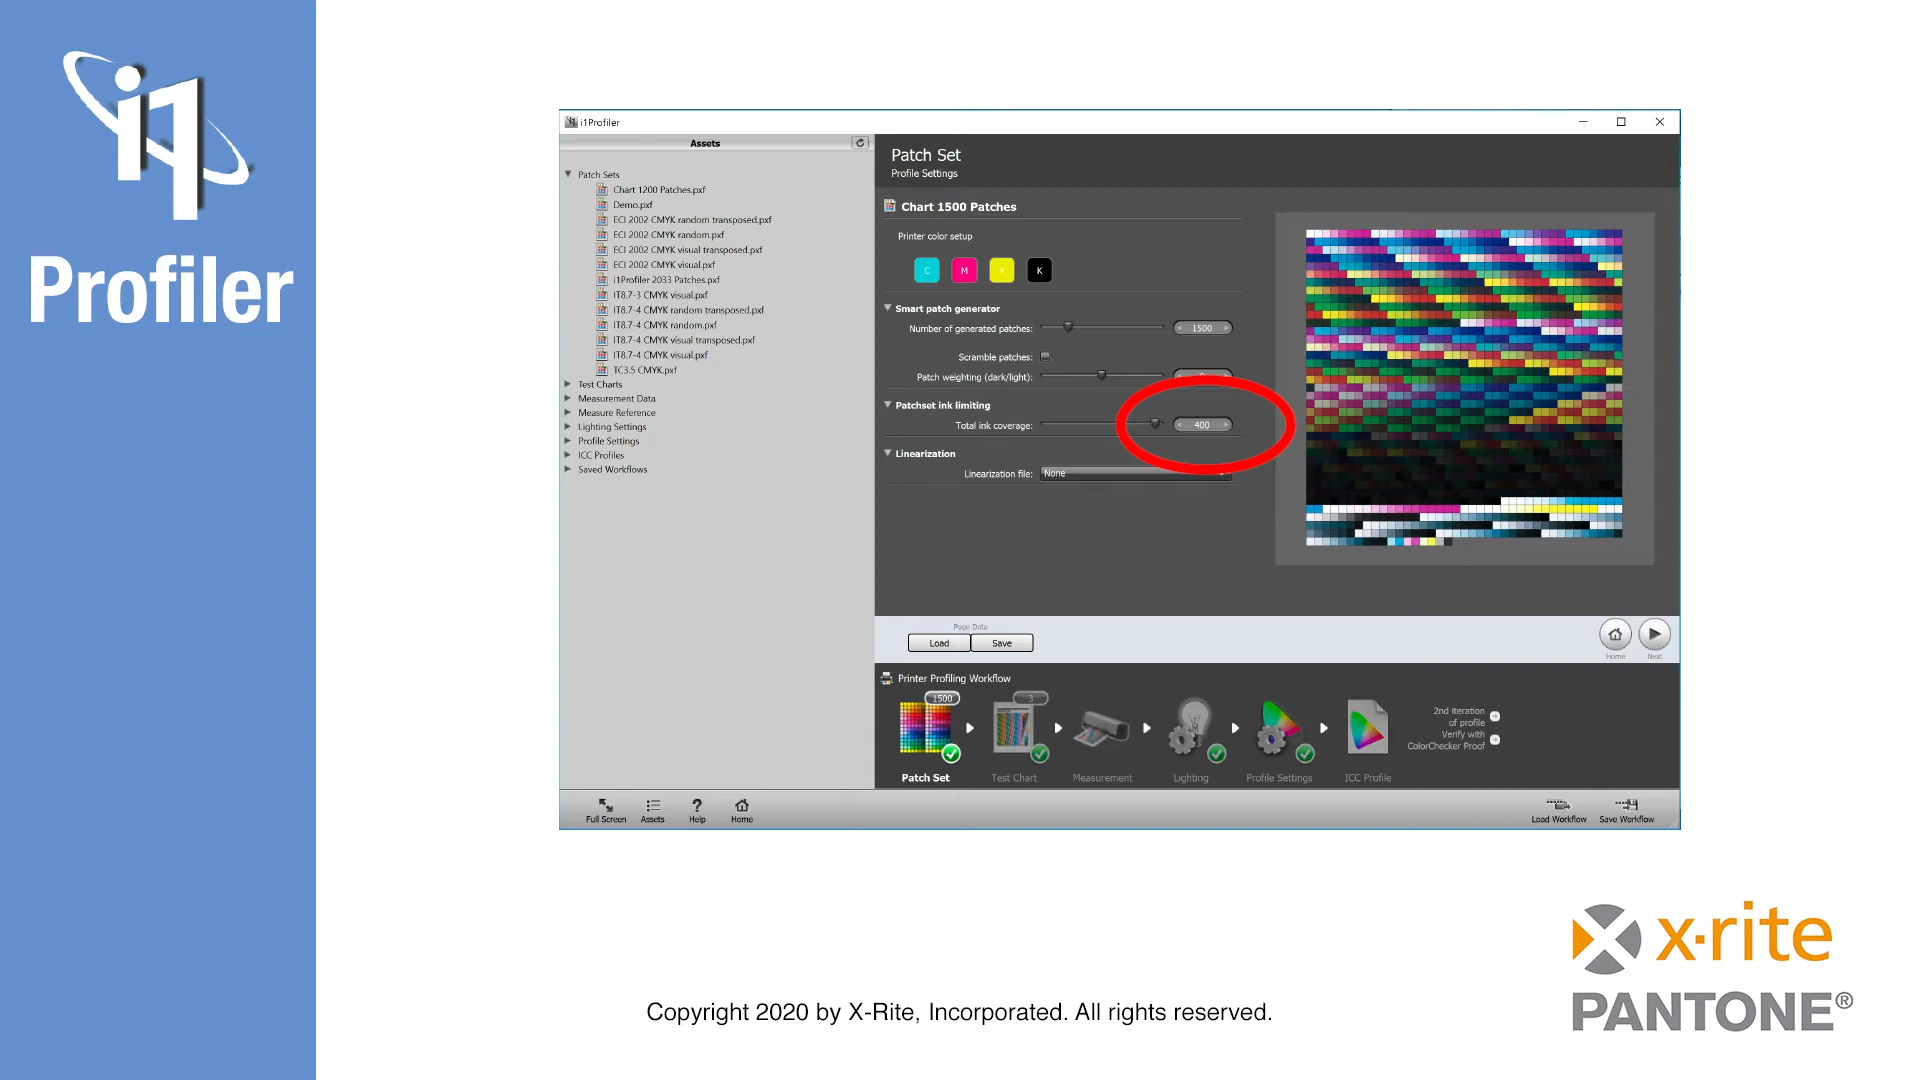 i1
Profiler
i1Profiler
Assets
Patch Sets
Chart 1200 Patches.pxf
Demo.pxf
ECI 2002 CMYK random transposed.pxf
ECI 2002 CMYK random.pxf
ECI 2002 CMYK visual transposed.pxf
ECI 2002 CMYK visual.pxf
i1Profiler 2033 Patches.pxf
IT8.7-3 CMYK visual.pxf
IT8.7-4 CMYK random transposed.pxf
IT8.7-4 CMYK random.pxf
IT8.7-4 CMYK visual transposed.pxf
IT8.7-4 CMYK visual.pxf
TC3.5 CMYK.pxf
Test Charts
Measurement Data
Measure Reference
Lighting Settings
Profile Settings
ICC Profiles
Saved Workflows
Patch Set
Profile Settings
Chart 1500 Patches
Printer color setup
C M Y K
Smart patch generator
Number of generated patches: 1500
Scramble patches:
Patch weighting (dark/light):
Patchset ink limiting
Total ink coverage: 400
Linearization
Linearization file: None
Page Data
Load Save
Home Next
Printer Profiling Workflow
1500 3
Patch Set Test Chart Measurement Lighting Profile Settings ICC Profile
2nd iteration
of profile
Verify with
ColorChecker Proof
Full Screen Assets Help Home
Load Workflow Save Workflow
x·rite
PANTONE®
Copyright 2020 by X-Rite, Incorporated. All rights reserved.